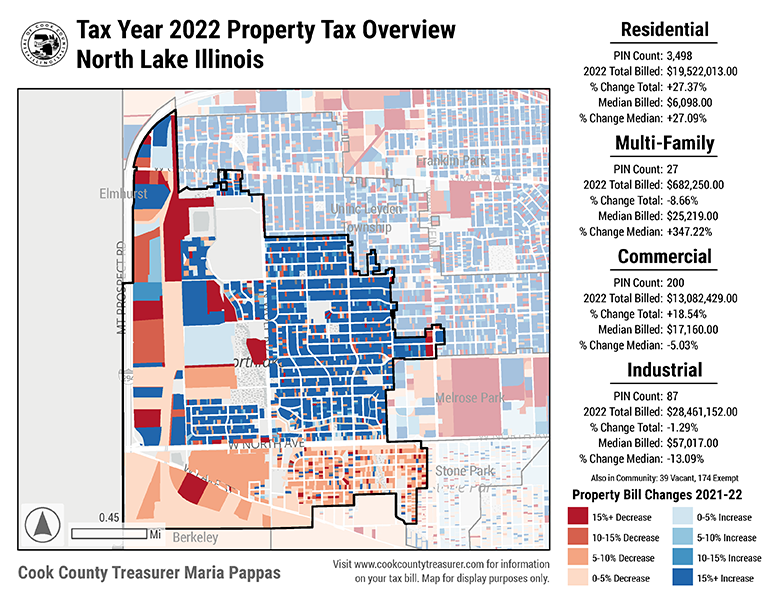 Tax Year 2022 Property Tax Overview
North Lake Illinois
Residential
PIN Count: 3,498
2022 Total Billed: $19,522,013.00
% Change Total: +27.37%
Median Billed: $6,098.00
% Change Median: +27.09%
Multi-Family
PIN Count: 27
2022 Total Billed: $682,250.00
% Change Total: -8.66%
Median Billed: $25,219.00
% Change Median: +347.22%
Commercial
PIN Count: 200
2022 Total Billed: $13,082,429.00
% Change Total: +18.54%
Median Billed: $17,160.00
% Change Median: -5.03%
Industrial
PIN Count: 87
2022 Total Billed: $28,461,152.00
% Change Total: -1.29%
Median Billed: $57,017.00
% Change Median: -13.09%
Also in Community: 39 Vacant, 174 Exempt
Property Bill Changes 2021-22
15%+ Decrease
10-15% Decrease
5-10% Decrease
0-5% Decrease
0-5% Increase
5-10% Increase
10-15% Increase
15%+ Increase
Franklin Park
Elmhurst
Uninc Leyden
Township
MT PROSPECT RD
Melrose Park
W NORTH AVE
Stone Park
Berkeley
0.45
Mi
Cook County Treasurer Maria Pappas
Visit www.cookcountytreasurer.com for information
on your tax bill. Map for display purposes only.